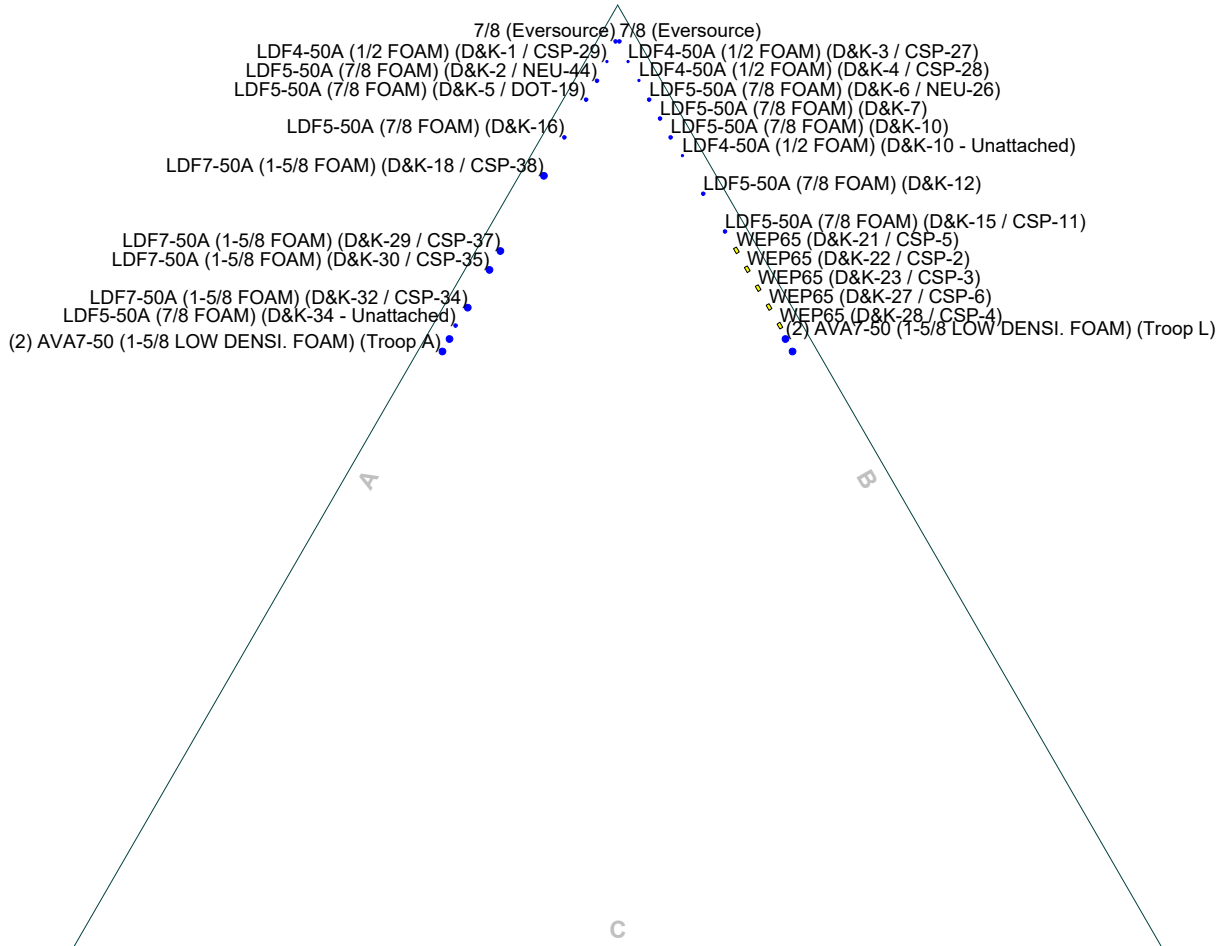 7/8 (Eversource)
7/8 (Eversource)
LDF4-50A (1/2 FOAM) (D&K-1 / CSP-29)
LDF4-50A (1/2 FOAM) (D&K-3 / CSP-27)
LDF5-50A (7/8 FOAM) (D&K-2 / NEU-44)
LDF4-50A (1/2 FOAM) (D&K-4 / CSP-28)
LDF5-50A (7/8 FOAM) (D&K-5 / DOT-19)
LDF5-50A (7/8 FOAM) (D&K-6 / NEU-26)
LDF5-50A (7/8 FOAM) (D&K-7)
LDF5-50A (7/8 FOAM) (D&K-16)
LDF5-50A (7/8 FOAM) (D&K-10)
LDF4-50A (1/2 FOAM) (D&K-10 - Unattached)
LDF7-50A (1-5/8 FOAM) (D&K-18 / CSP-38)
LDF5-50A (7/8 FOAM) (D&K-12)
LDF5-50A (7/8 FOAM) (D&K-15 / CSP-11)
LDF7-50A (1-5/8 FOAM) (D&K-29 / CSP-37)
WEP65 (D&K-21 / CSP-5)
LDF7-50A (1-5/8 FOAM) (D&K-30 / CSP-35)
WEP65 (D&K-22 / CSP-2)
WEP65 (D&K-23 / CSP-3)
LDF7-50A (1-5/8 FOAM) (D&K-32 / CSP-34)
WEP65 (D&K-27 / CSP-6)
LDF5-50A (7/8 FOAM) (D&K-34 - Unattached)
WEP65 (D&K-28 / CSP-4)
(2) AVA7-50 (1-5/8 LOW DENSI. FOAM) (Troop A)
(2) AVA7-50 (1-5/8 LOW DENSI. FOAM) (Troop L)
A
B
C